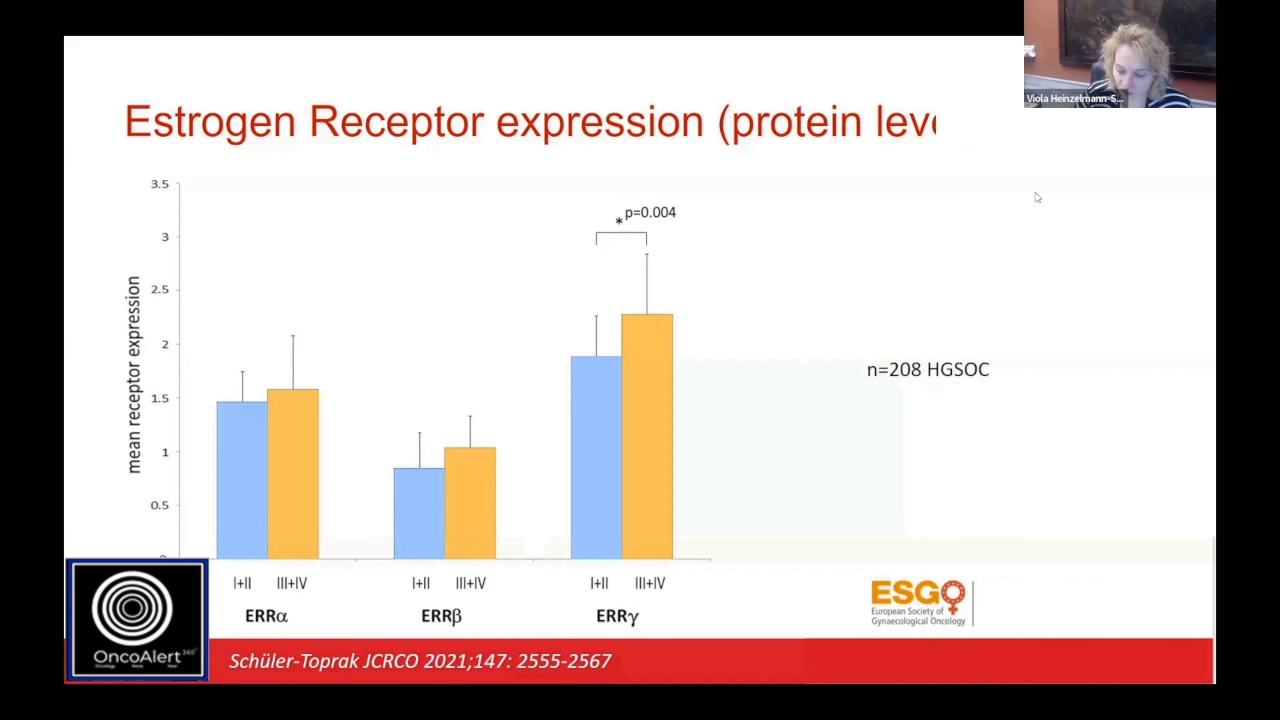 Viola Heinzelmann-S...
Estrogen Receptor expression (protein leve
3.5
3
2.5
2
1.5
1
0.5
mean receptor expression
* p=0.004
n=208 HGSOC
I+II III+IV I+II III+IV I+II III+IV
ERRα ERRβ ERRγ
ESGO
European Society of
Gynaecological Oncology
OncoAlert 360°
Schüler-Toprak JCRCO 2021;147: 2555-2567